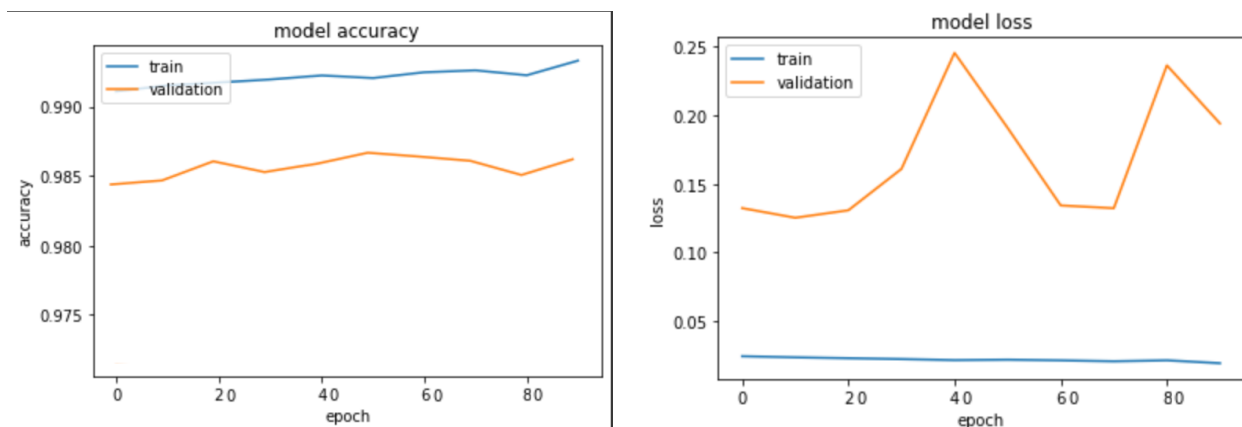 model accuracy
train
validation
0.990
0.985
0.980
0.975
accuracy
0 20 40 60 80
epoch
model loss
train
validation
0.25
0.20
0.15
0.10
0.05
loss
0 20 40 60 80
epoch